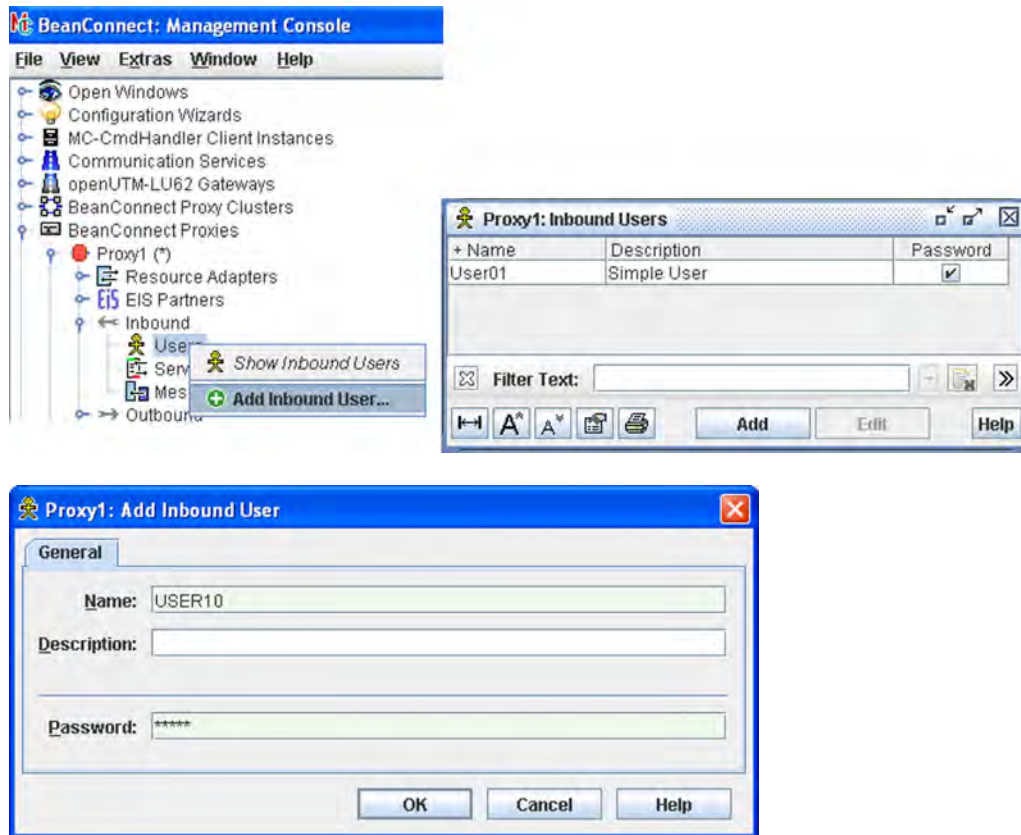 BeanConnect: Management Console
File View Extras Window Help
Open Windows
Configuration Wizards
MC-CmdHandler Client Instances
Communication Services
openUTM-LU62 Gateways
BeanConnect Proxy Clusters
BeanConnect Proxies
Proxy1 (*)
Resource Adapters
EIS Partners
Inbound
Users
Serv
Mes
Outbound
Show Inbound Users
Add Inbound User...
Proxy1: Inbound Users
+ Name Description Password
User01 Simple User
Filter Text:
Add Edit Help
Proxy1: Add Inbound User
General
Name: USER10
Description:
Password: *****
OK Cancel Help